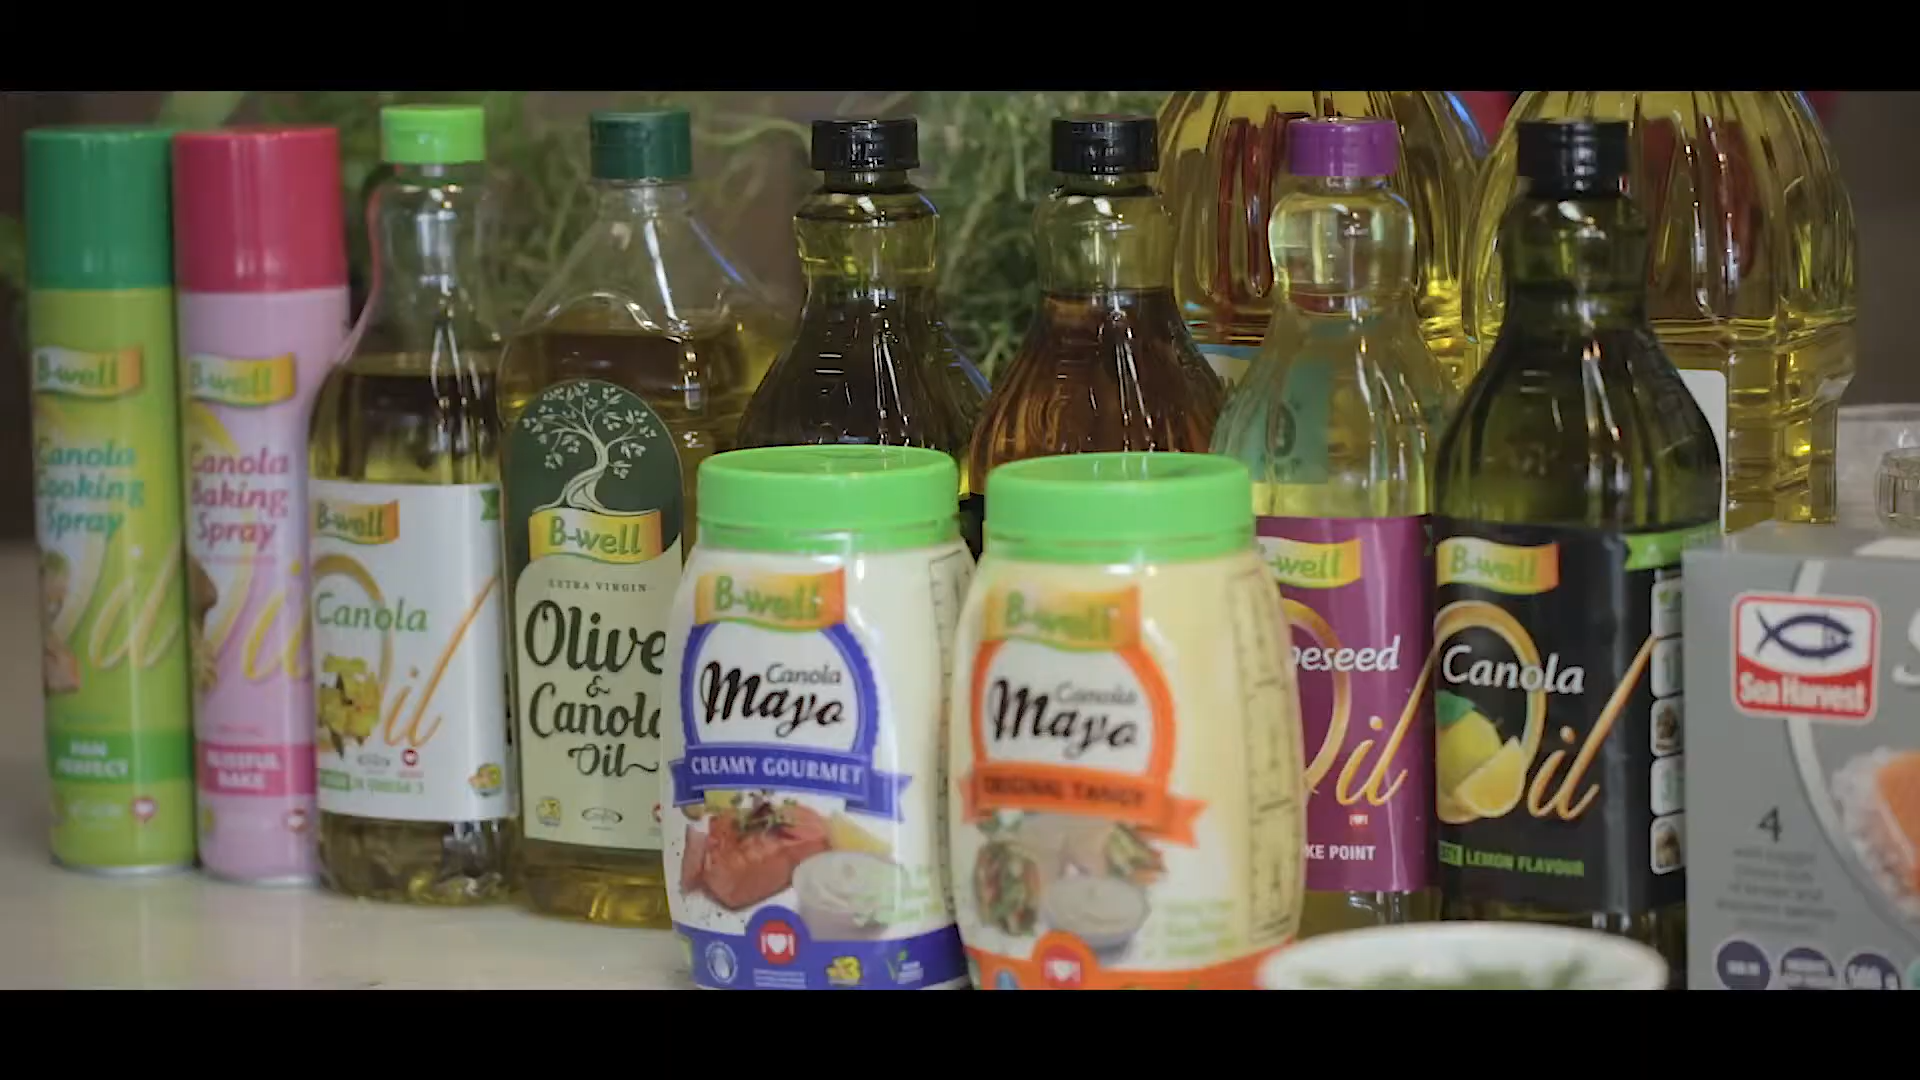 B-well
Canola
Cooking
Spray
Oil
PAN
PERFECT
B-well
Canola
Baking
Spray
Oil
BLISSFUL
BAKE
B-well
Canola
Oil
B-well
EXTRA VIRGIN
Olive
&
Canola
Oil
B-well
Canola
Mayo
CREAMY GOURMET
B-well
Canola
Mayo
ORIGINAL TANGY
B-well
peseed
Oil
KE POINT
B-well
Canola
Oil
LEMON FLAVOUR
Sea Harvest
S
4